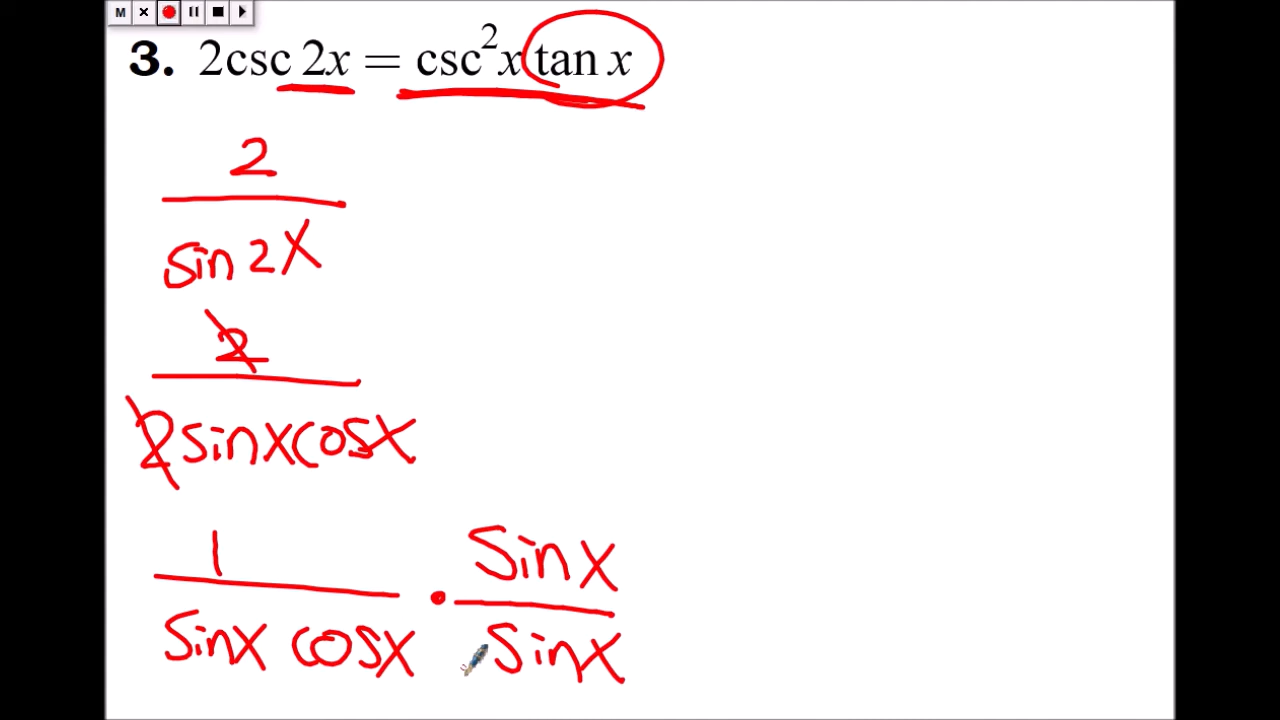 M
3. 2csc 2x = csc²x tan x
2
sin 2x
2
2sinxcosx
1 · sinx
sinx cosx sinx